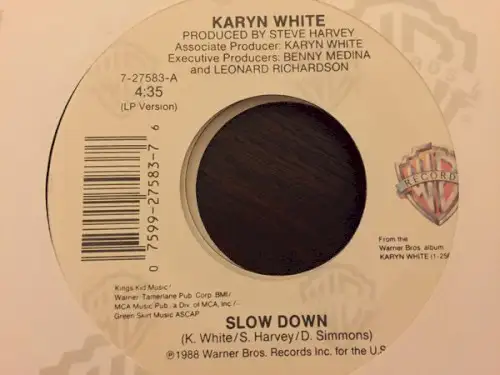 KARYN WHITE
PRODUCED BY STEVE HARVEY
Associate Producer: KARYN WHITE
Executive Producers: BENNY MEDINA
and LEONARD RICHARDSON
7-27583-A
4:35
(LP Version)
0 7599-27583-7 6
RECORD
From the
Warner Bros. album
KARYN WHITE (1-256
Kings Kid Music/
Warner-Tamerlane Pub. Corp. BMI/
MCA Music Pub., a Div. of MCA, Inc./
Green Skirt Music ASCAP
SLOW DOWN
(K. White/S. Harvey/D. Simmons)
℗1988 Warner Bros. Records Inc. for the U.S